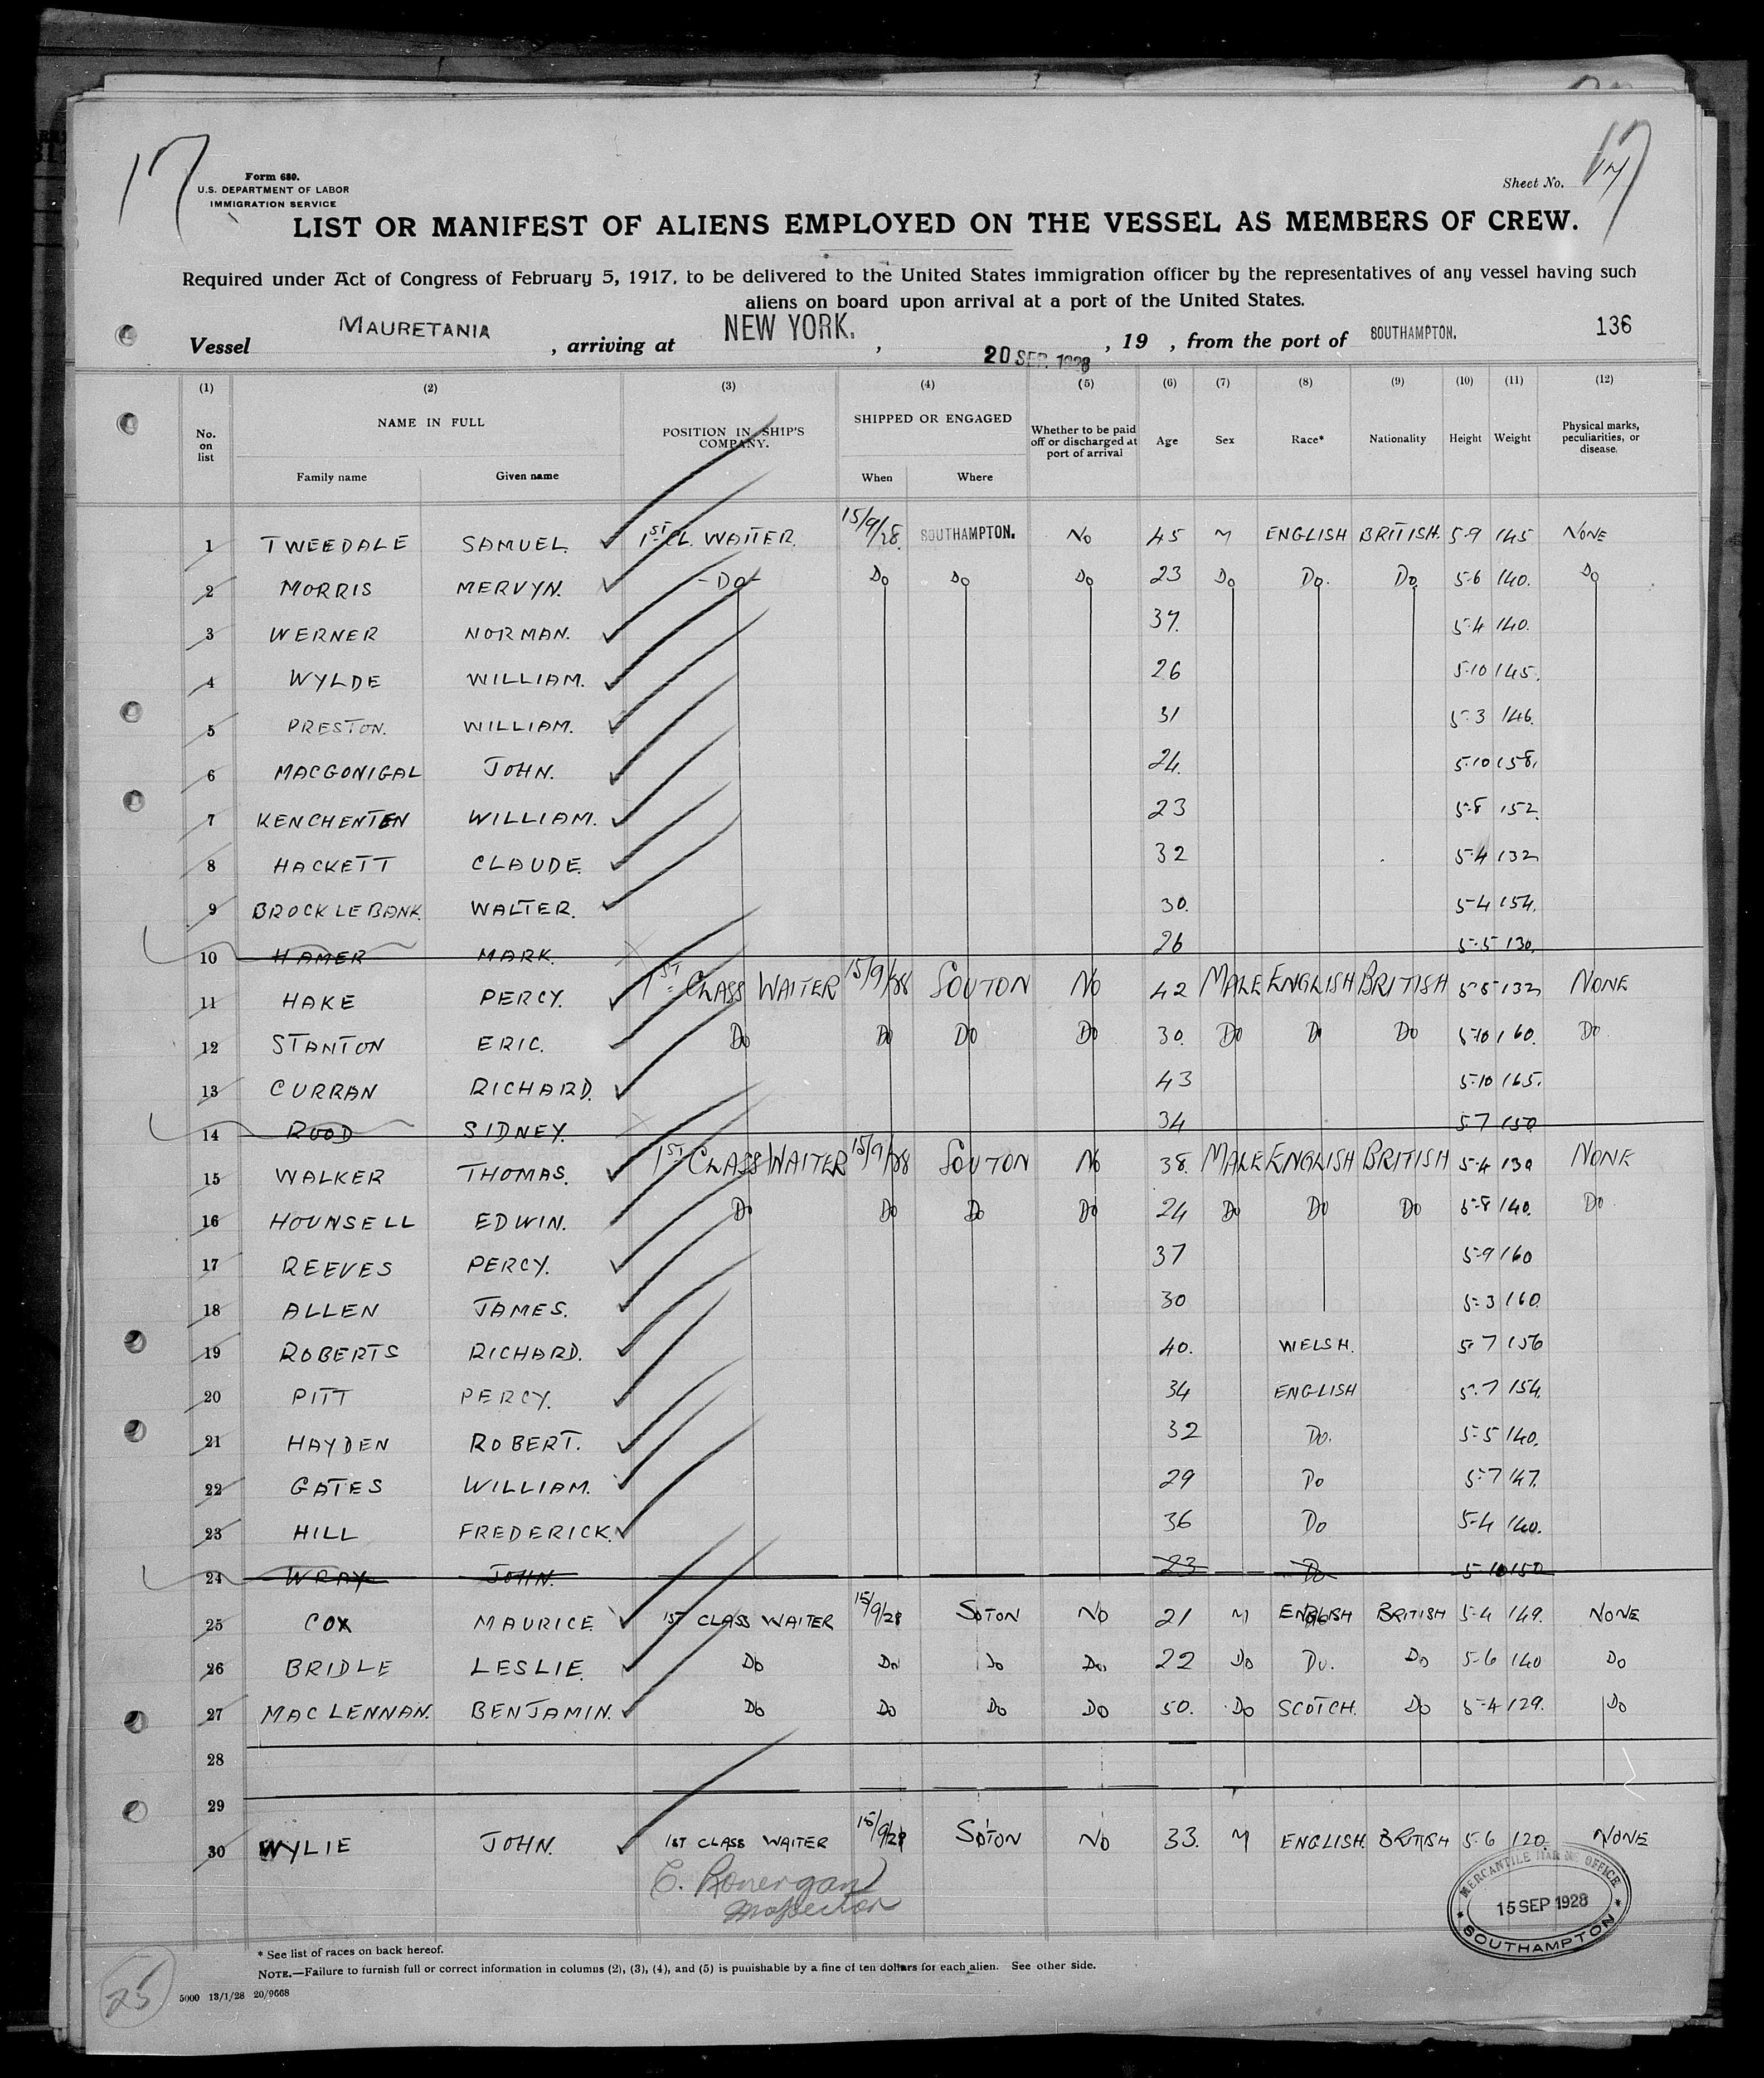 17
Form 680.
U.S. DEPARTMENT OF LABOR
IMMIGRATION SERVICE
Sheet No. 17
LIST OR MANIFEST OF ALIENS EMPLOYED ON THE VESSEL AS MEMBERS OF CREW.
Required under Act of Congress of February 5, 1917, to be delivered to the United States immigration officer by the representatives of any vessel having such
aliens on board upon arrival at a port of the United States.
Vessel MAURETANIA , arriving at NEW YORK. , 20 SEP. 1928 , 19 , from the port of SOUTHAMPTON. 136
(1) (2) (3) (4) (5) (6) (7) (8) (9) (10) (11) (12)
No. on list NAME IN FULL POSITION IN SHIP'S COMPANY. SHIPPED OR ENGAGED Whether to be paid off or discharged at port of arrival Age Sex Race* Nationality Height Weight Physical marks, peculiarities, or disease.
Family name Given name When Where
1 TWEEDALE SAMUEL. 1ST CL. WAITER. 15/9/28. SOUTHAMPTON. No 45 M ENGLISH BRITISH. 5-9 145 NONE
2 MORRIS MERVYN. -Do- Do Do Do 23 Do Do. Do 5-6 140. Do
3 WERNER NORMAN. 37. 5-4 140.
4 WYLDE WILLIAM. 26 5-10 145.
5 PRESTON. WILLIAM. 31 5-3 146.
6 MACGONIGAL JOHN. 24. 5-10 158.
7 KENCHENTEN WILLIAM. 23 5-8 152.
8 HACKETT CLAUDE. 32 5-4 132
9 BROCKLEBANK. WALTER. 30. 5-4 154.
10 HAMER MARK. 26 5-5 130.
11 HAKE PERCY. 1ST CLASS WAITER 15/9/28 SOUTON No 42 MALE ENGLISH BRITISH 5-5 132 NONE
12 STANTON ERIC. Do Do Do Do 30. Do Do Do 5-10 160. Do
13 CURRAN RICHARD. 43 5-10 165.
14 ROOD SIDNEY. 34 5-7 150
15 WALKER THOMAS. 1ST CLASS WAITER 15/9/28 SOUTON No 38. MALE ENGLISH BRITISH 5-4 130 NONE
16 HOUNSELL EDWIN. Do Do Do Do 24 Do Do Do 5-8 140. Do
17 REEVES PERCY. 37 5-9 160
18 ALLEN JAMES. 30 5-3 160.
19 ROBERTS RICHARD. 40. WELSH. 5-7 156
20 PITT PERCY. 34 ENGLISH 5-7 154.
21 HAYDEN ROBERT. 32 Do. 5-5 140.
22 GATES WILLIAM. 29 Do 5-7 147.
23 HILL FREDERICK. 36 Do 5-4 140.
24 WRAY JOHN. 23 Do 5-10 150
25 COX MAURICE 1ST CLASS WAITER 15/9/28 SOTON NO 21 M ENGLISH BRITISH 5-4 149. NONE
26 BRIDLE LESLIE. Do Do Do Do. 22 Do Do. Do 5-6 140 Do
27 MACLENNAN. BENJAMIN. Do Do Do Do 50. Do SCOTCH. Do 5-4 129. Do
28
29
30 WYLIE JOHN. 1ST CLASS WAITER 15/9/28 SOTON NO 33. M ENGLISH. BRITISH 5-6 120. NONE
Inspector
MERCANTILE MARINE OFFICE
15 SEP 1928
SOUTHAMPTON
* See list of races on back hereof.
NOTE.—Failure to furnish full or correct information in columns (2), (3), (4), and (5) is punishable by a fine of ten dollars for each alien. See other side.
5000 13/1/28 20/9668
25